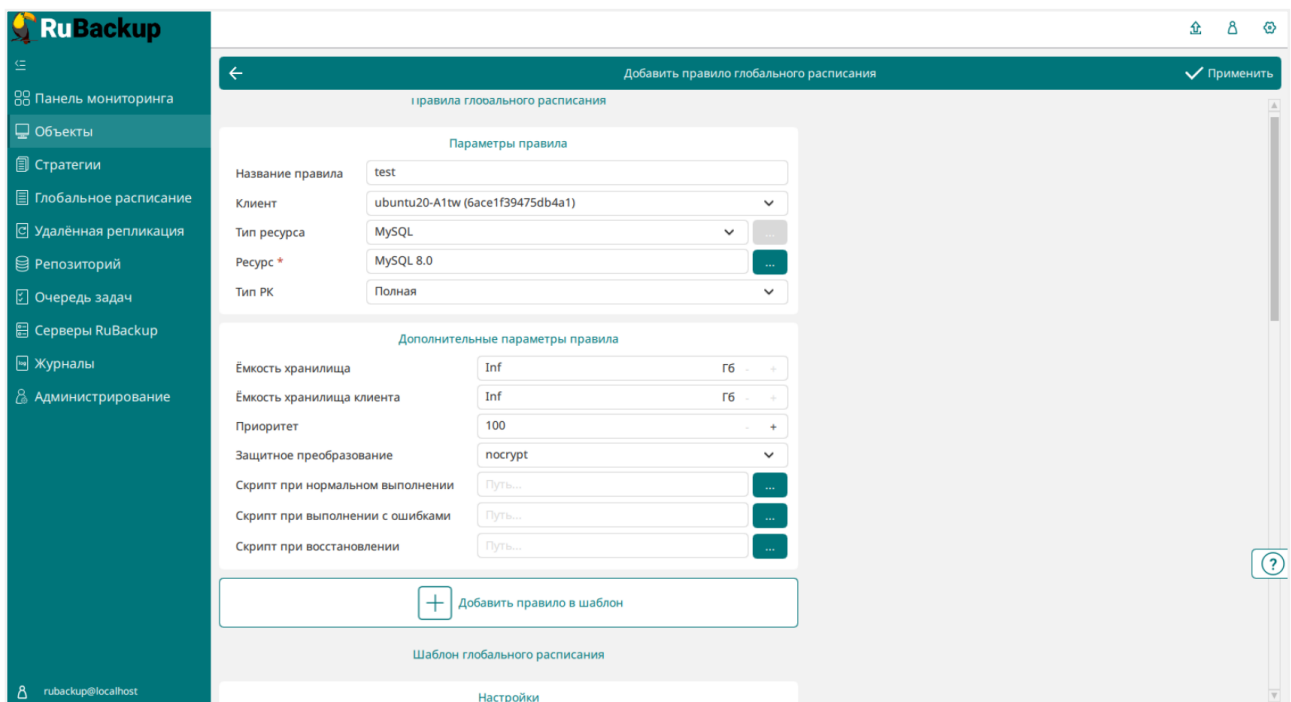 RuBackup
Панель мониторинга
Объекты
Стратегии
Глобальное расписание
Удалённая репликация
Репозиторий
Очередь задач
Серверы RuBackup
Журналы
Администрирование
rubackup@localhost
Добавить правило глобального расписания
Применить
Правила глобального расписания
Параметры правила
Название правила test
Клиент ubuntu20-A1tw (6ace1f39475db4a1)
Тип ресурса MySQL ...
Ресурс * MySQL 8.0 ...
Тип РК Полная
Дополнительные параметры правила
Ёмкость хранилища Inf Гб - +
Ёмкость хранилища клиента Inf Гб - +
Приоритет 100 - +
Защитное преобразование nocrypt
Скрипт при нормальном выполнении Путь... ...
Скрипт при выполнении с ошибками Путь... ...
Скрипт при восстановлении Путь... ...
Добавить правило в шаблон
Шаблон глобального расписания
Настройки
?